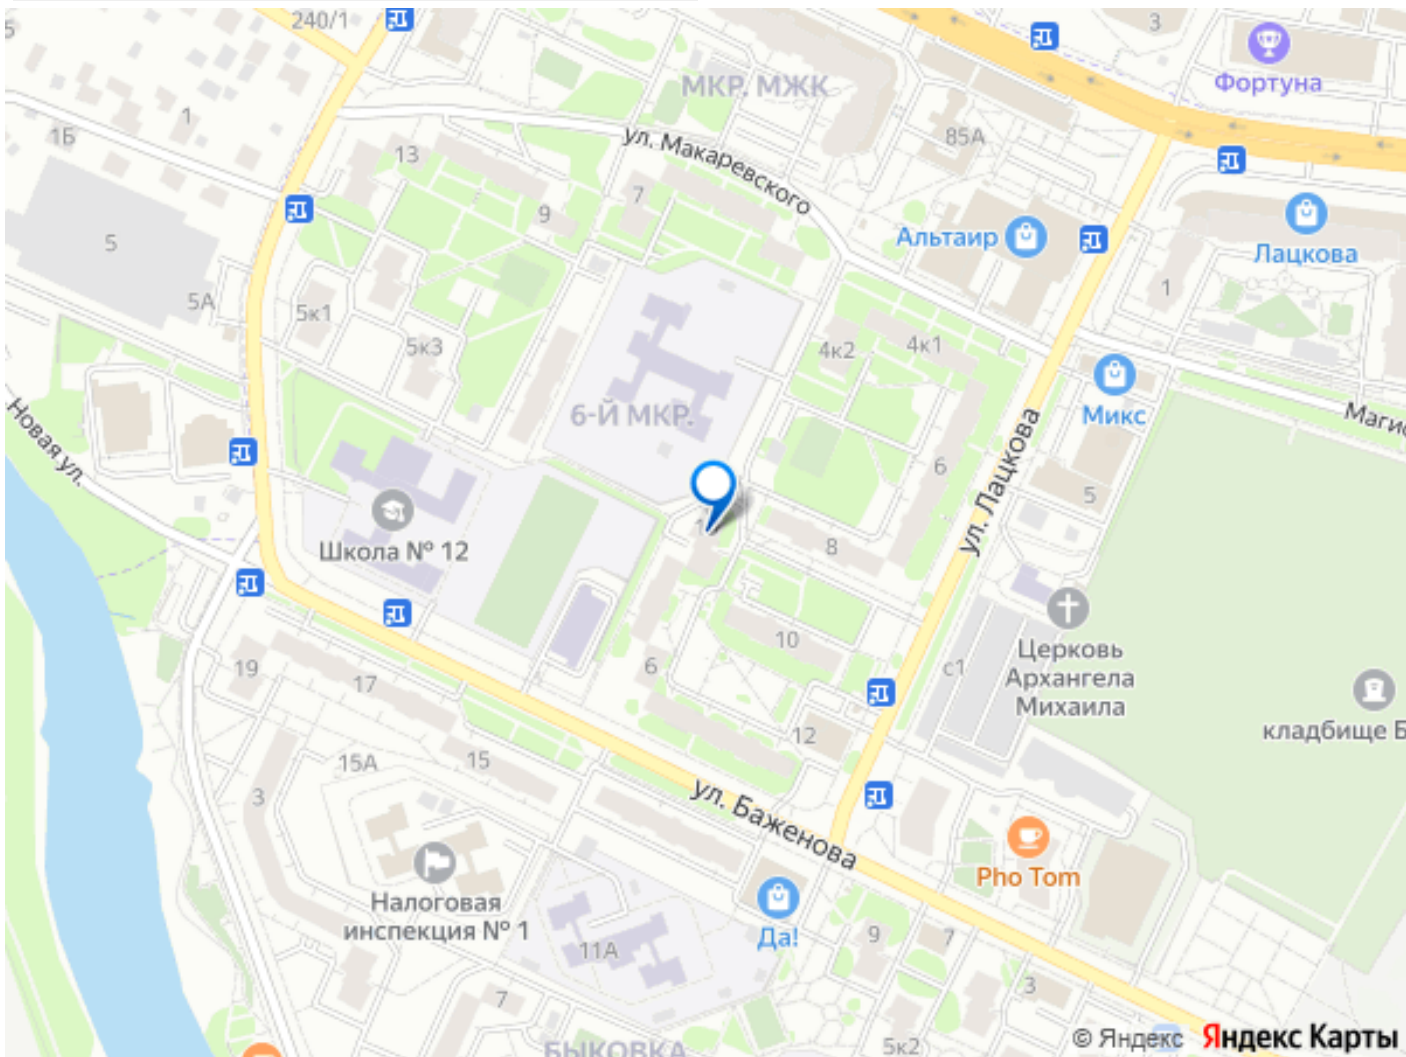 240/1
3
Фортуна
МКР. МЖК
1
1Б
ул. Макаревского
85А
13
7
9
5
Альтаир
Лацкова
1
5А
5к1
5к3
4к2
4к1
Микс
6-Й МКР.
Новая ул.
ул. Лацкова
6
5
Школа № 12
8
10
Церковь
Архангела
Михаила
с1
6
19
17
кладбище Б
12
15
15А
3
ул. Баженова
Pho Tom
Налоговая
инспекция № 1
Да!
11А
9
7
7
3
© Яндекс Яндекс Карты
5к2
БЫКОВКА